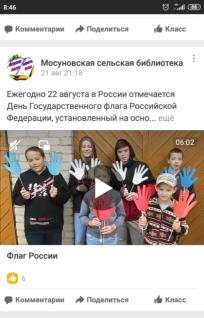 8:46
Комментарии Поделиться Класс
Мосуновская сельская библиотека
21 авг 21:18
Ежегодно 22 августа в России отмечается
День Государственного флага Российской
Федерации, установленный на осно... ещё
06:02
Флаг России
6
Комментарии Поделиться Класс